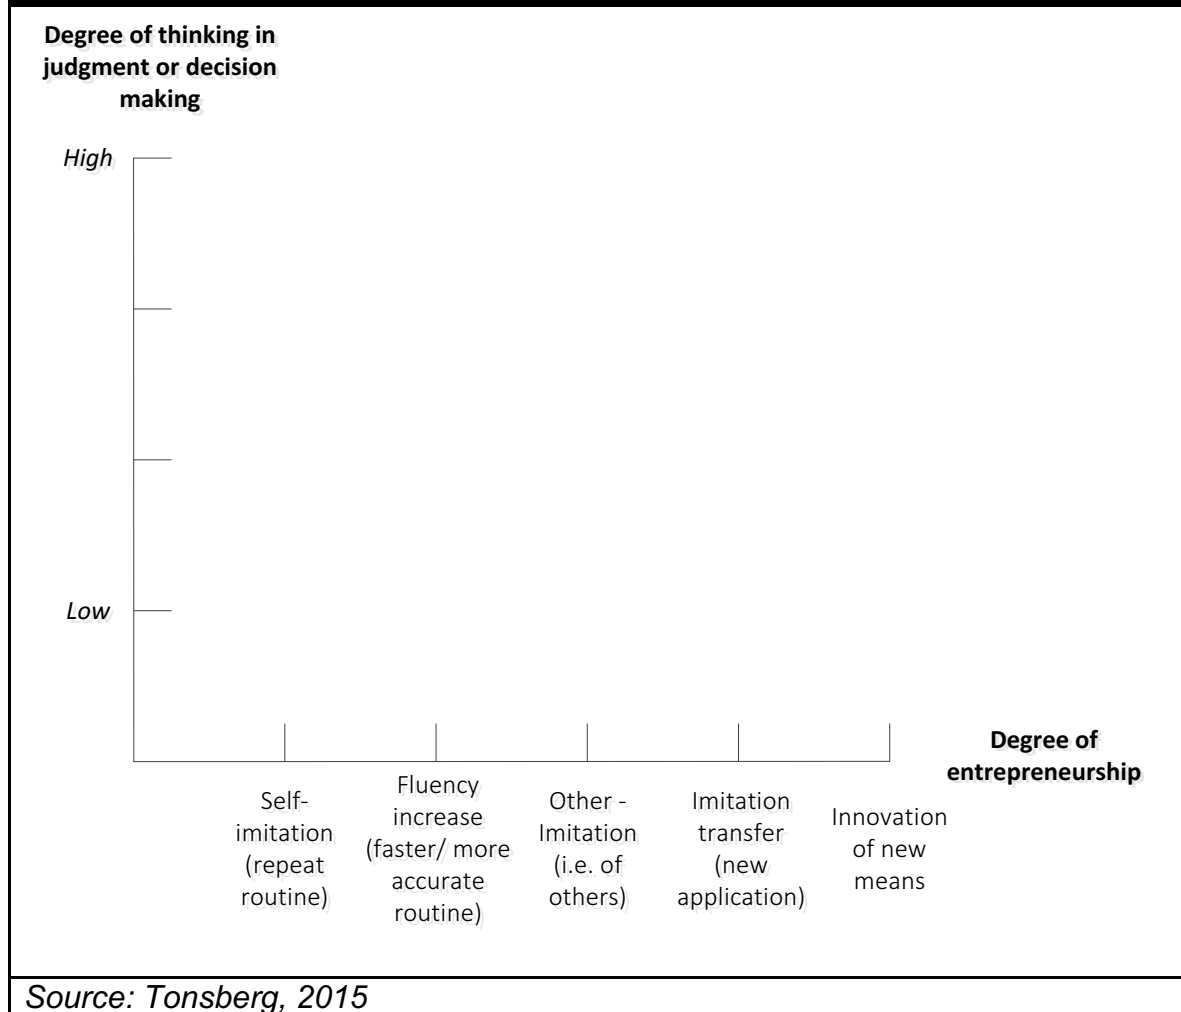 Degree of thinking in
judgment or decision
making
High
Low
Degree of
entrepreneurship
Self-
imitation
(repeat
routine)
Fluency
increase
(faster/ more
accurate
routine)
Other -
Imitation
(i.e. of
others)
Imitation
transfer
(new
application)
Innovation
of new
means
Source: Tonsberg, 2015